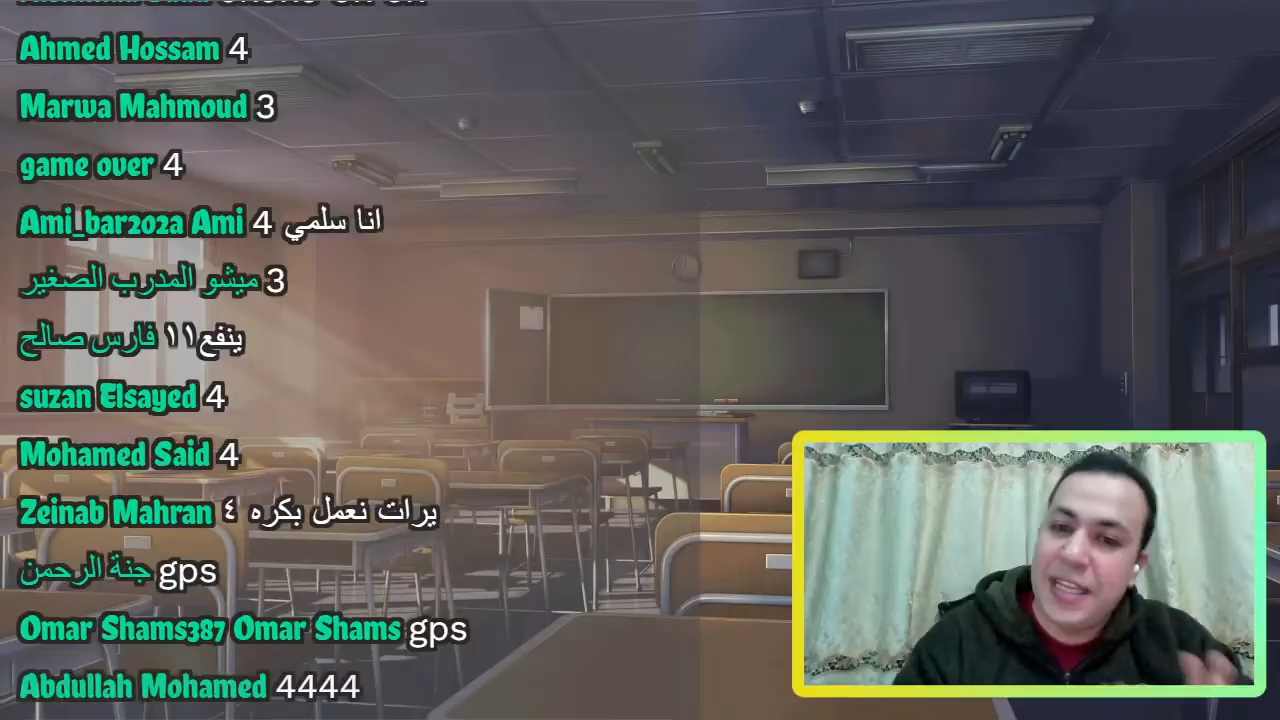 Ahmed Hossam 4
Marwa Mahmoud 3
game over 4
Ami_bar2o2a Ami 4 انا سلمي
ميشو المدرب الصغير 3
فارس صالح ينفع١١
suzan Elsayed 4
Mohamed Said 4
Zeinab Mahran ٤ يرات نعمل بكره
جنة الرحمن gps
Omar Shams387 Omar Shams gps
Abdullah Mohamed 4444